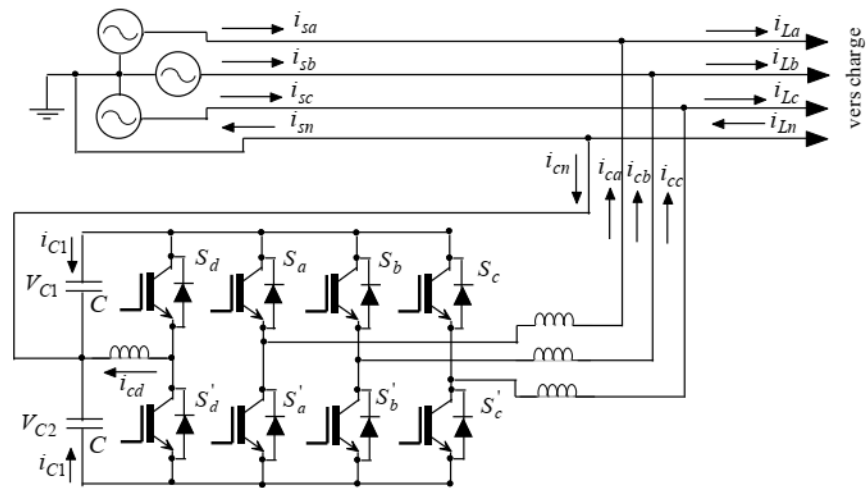 i_sa
i_La
i_sb
i_Lb
i_sc
i_Lc
i_sn
i_Ln
vers charge
i_cn
i_ca
i_cb
i_cc
i_C1
S_d
S_a
S_b
S_c
V_C1
C
i_cd
V_C2
C
S'_d
S'_a
S'_b
S'_c
i_C1